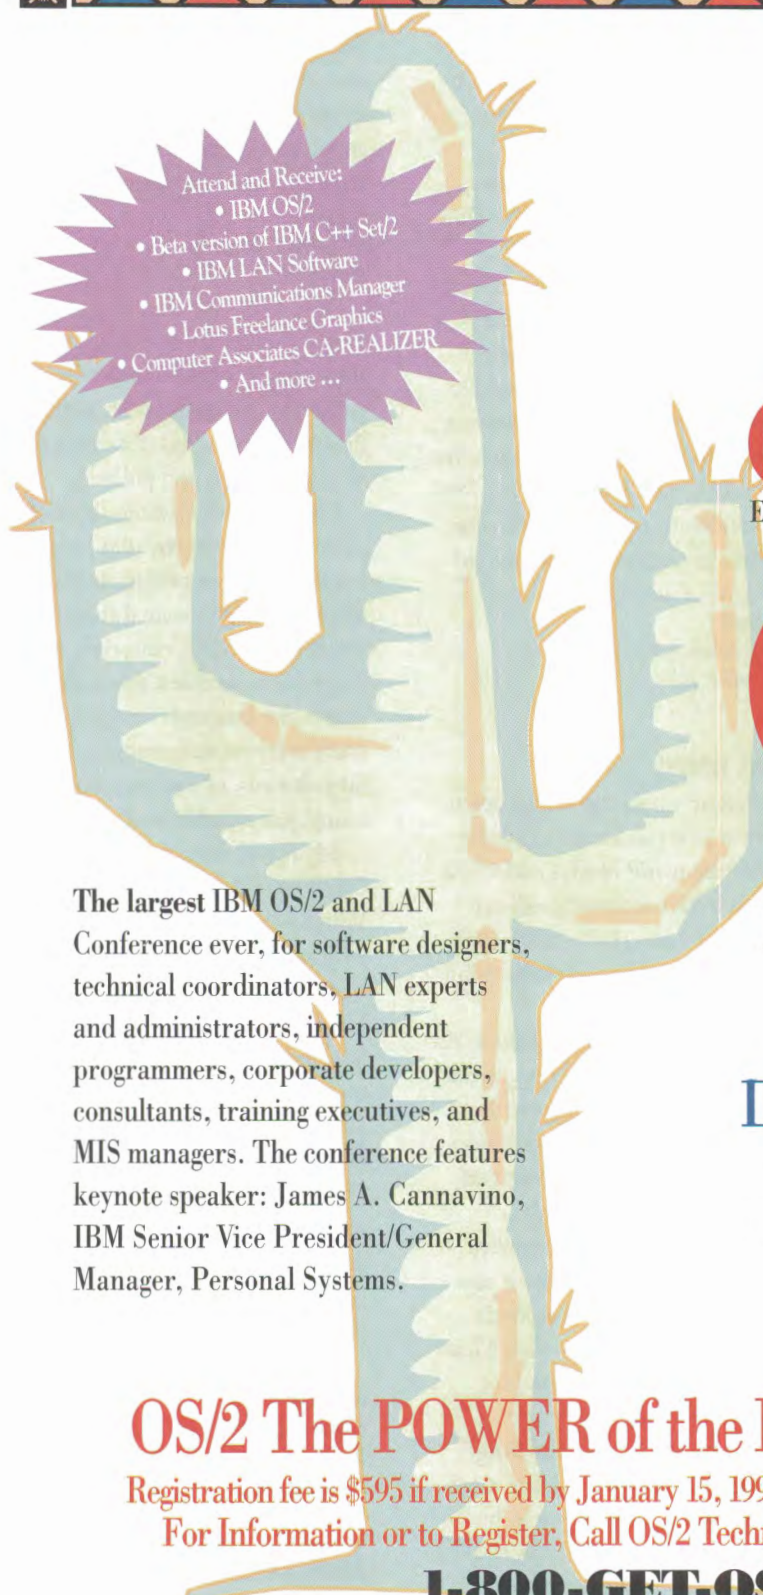 Attend and Receive:
• IBM OS/2
• Beta version of IBM C++ Set/2
• IBM LAN Software
• IBM Communications Manager
• Lotus Freelance Graphics
• Computer Associates CA-REALIZER
• And more ...
The largest IBM OS/2 and LAN
Conference ever, for software designers,
technical coordinators, LAN experts
and administrators, independent
programmers, corporate developers,
consultants, training executives, and
MIS managers. The conference features
keynote speaker: James A. Cannavino,
IBM Senior Vice President/General
Manager, Personal Systems.
OS/2 The POWER of the
Registration fee is $595 if received by January 15,
For Information or to Register, Call OS/2
1-800-GET-OS